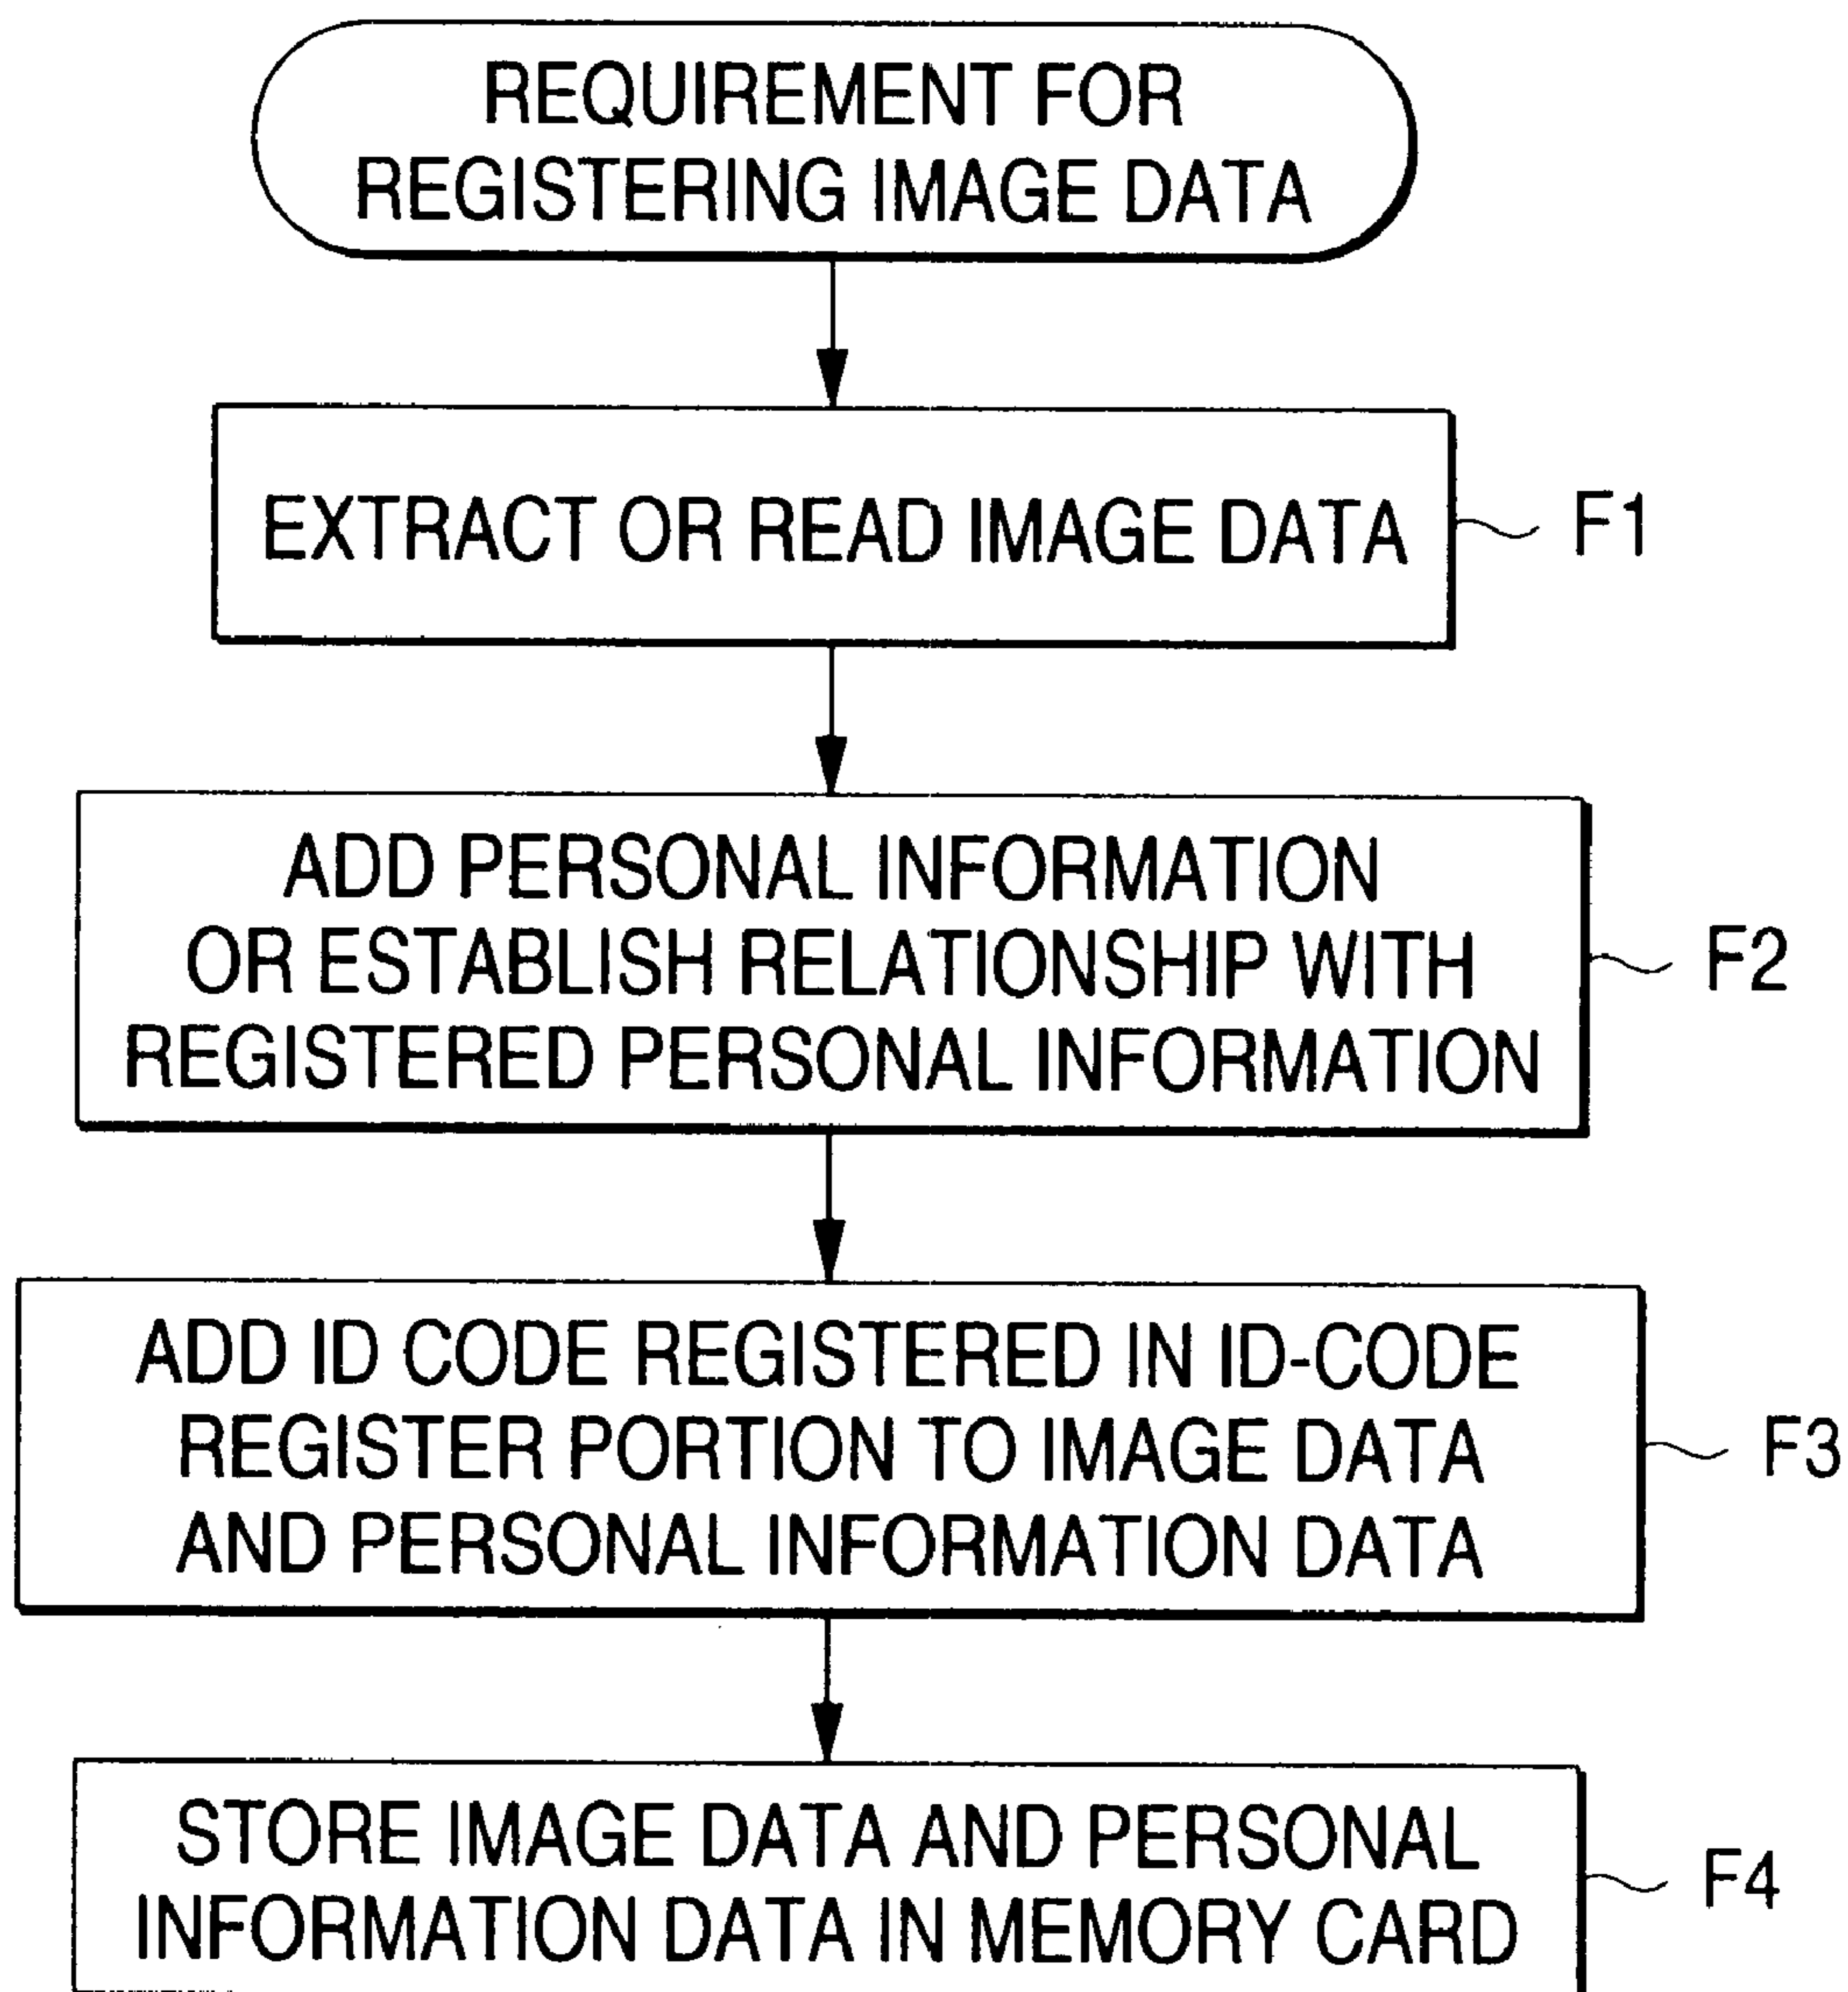 REQUIREMENT FOR
REGISTERING IMAGE DATA
EXTRACT OR READ IMAGE DATA
F1
ADD PERSONAL INFORMATION
OR ESTABLISH RELATIONSHIP WITH
REGISTERED PERSONAL INFORMATION
F2
ADD ID CODE REGISTERED IN ID-CODE
REGISTER PORTION TO IMAGE DATA
AND PERSONAL INFORMATION DATA
F3
STORE IMAGE DATA AND PERSONAL
INFORMATION DATA IN MEMORY CARD
F4